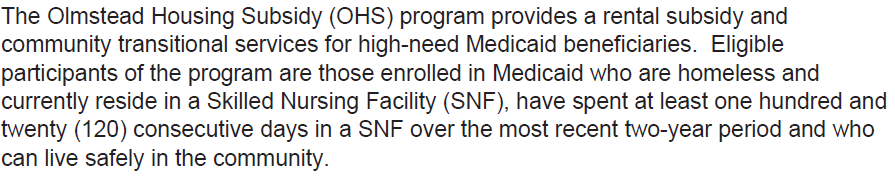 The Olmstead Housing Subsidy (OHS) program provides a rental subsidy and
community transitional services for high-need Medicaid beneficiaries.  Eligible
participants of the program are those enrolled in Medicaid who are homeless and
currently reside in a Skilled Nursing Facility (SNF), have spent at least one hundred and
twenty (120) consecutive days in a SNF over the most recent two-year period and who
can live safely in the community.